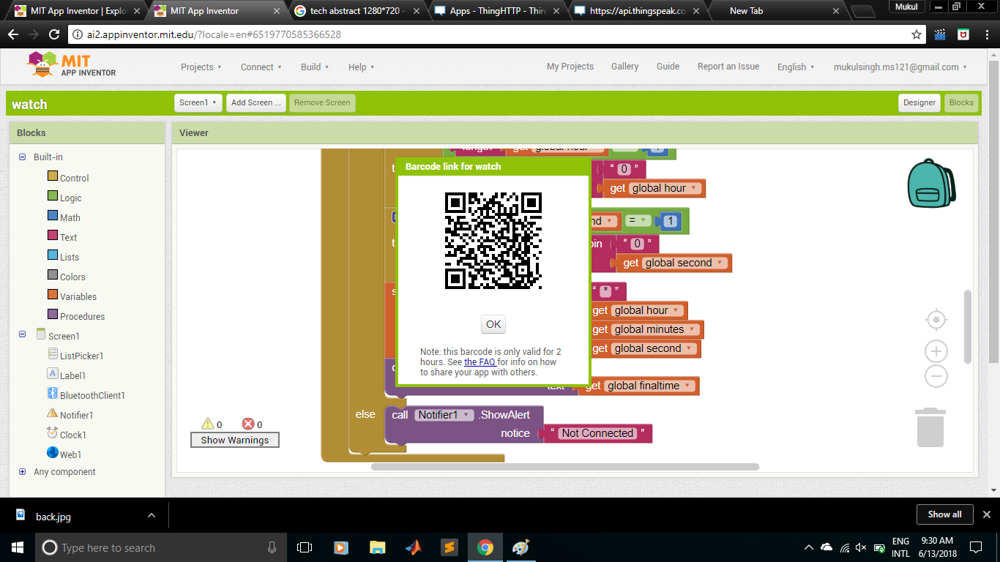 MIT App Inventor | Explo
MIT App Inventor
tech abstract 1280*720 -
Apps - ThingHTTP - Thin
https://api.thingspeak.co
New Tab
Mukul
ai2.appinventor.mit.edu/?locale=en#6519770585366528
MIT
APP INVENTOR
Projects
Connect
Build
Help
My Projects
Gallery
Guide
Report an Issue
English
mukulsingh.ms121@gmail.com
watch
Screen1
Add Screen ...
Remove Screen
Designer
Blocks
Blocks
Viewer
Built-in
Control
Logic
Math
Text
Lists
Colors
Variables
Procedures
Screen1
ListPicker1
Label1
BluetoothClient1
Notifier1
Clock1
Web1
Any component
length get global hour
“ 0 ”
get global hour
= 1
“ 0 ”
get global second
“ * ”
get global hour
get global minutes
get global second
text get global finaltime
else call Notifier1 .ShowAlert
notice “ Not Connected ”
Barcode link for watch
OK
Note: this barcode is only valid for 2
hours. See the FAQ for info on how
to share your app with others.
0 0
Show Warnings
back.jpg
Show all
Type here to search
ENG
INTL
9:30 AM
6/13/2018